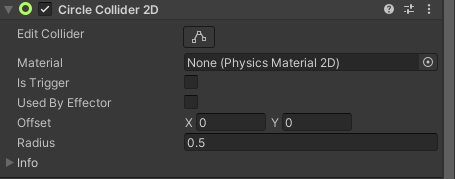 Circle Collider 2D
Edit Collider
Material None (Physics Material 2D)
Is Trigger
Used By Effector
Offset X 0 Y 0
Radius 0.5
Info